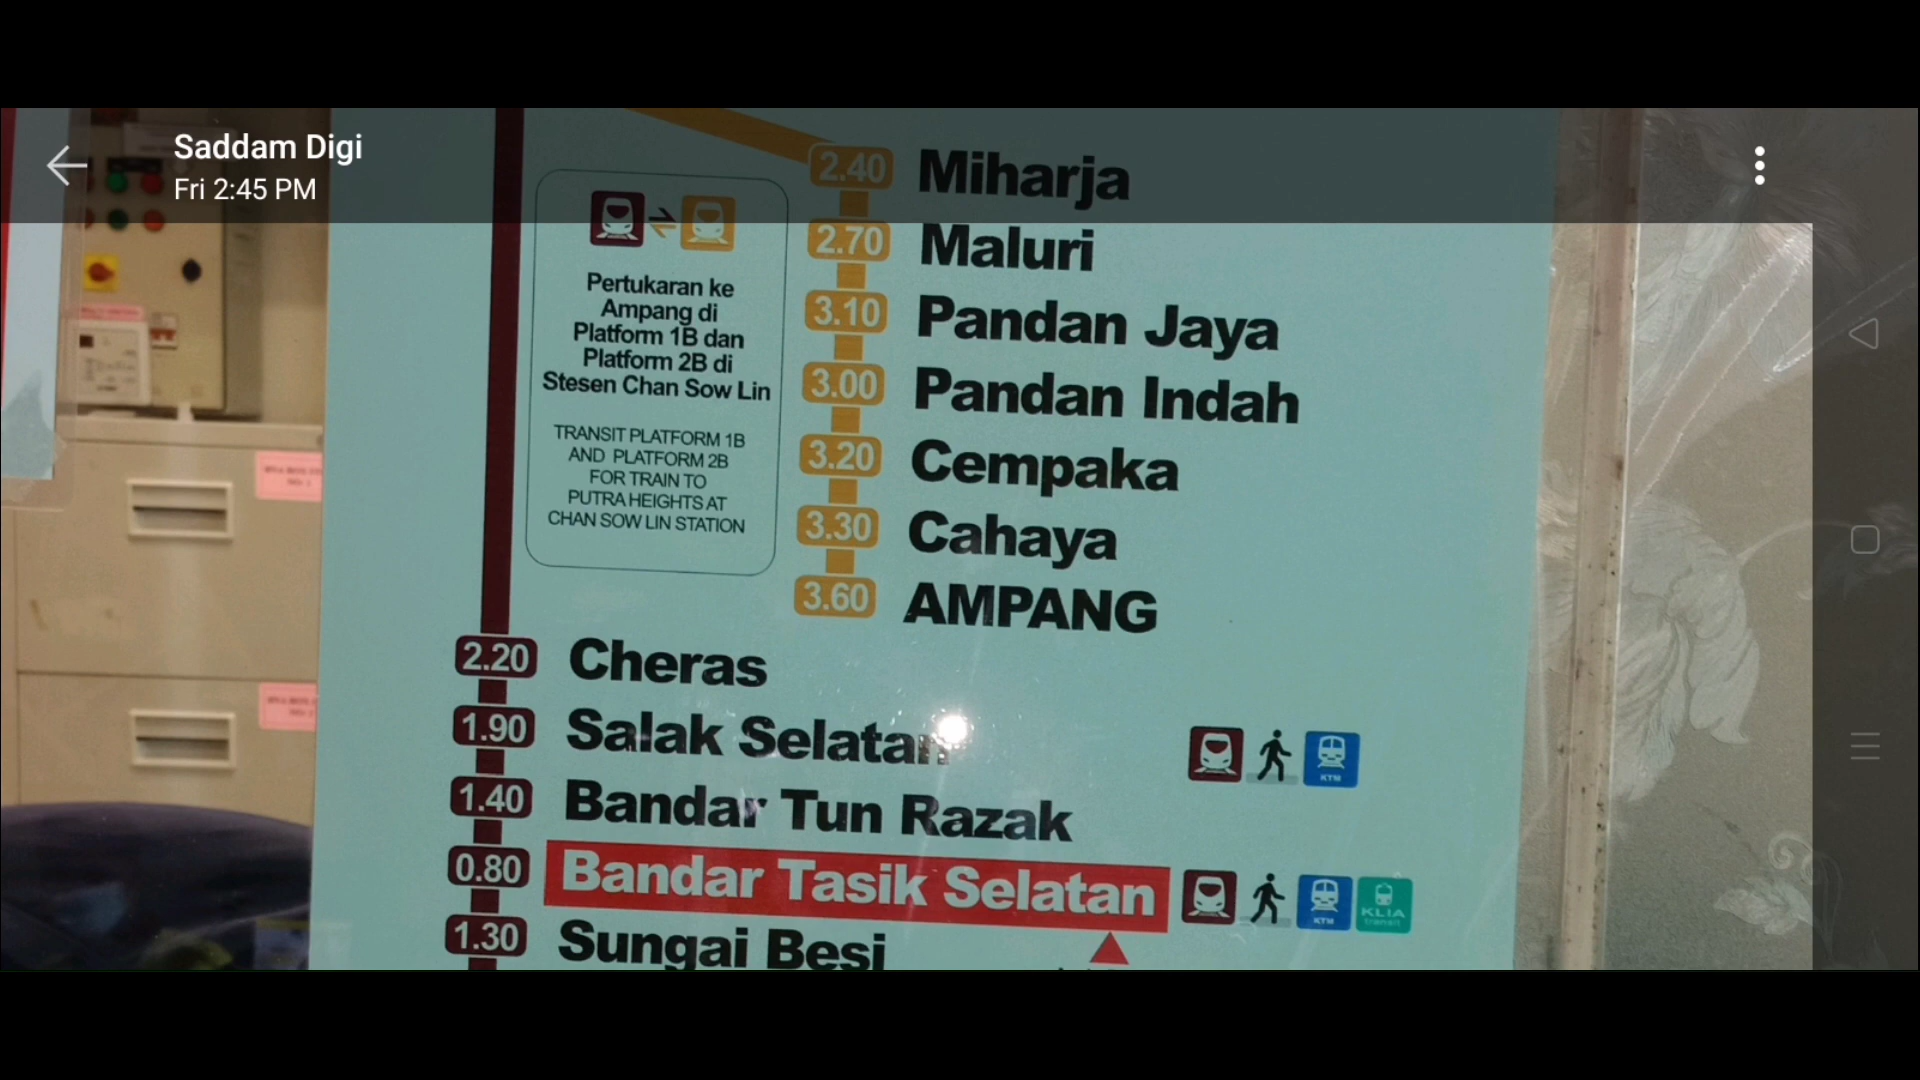 Saddam Digi
Fri 2:45 PM
2.40 Miharja
2.70 Maluri
3.10 Pandan Jaya
3.00 Pandan Indah
3.20 Cempaka
3.30 Cahaya
3.60 AMPANG
Pertukaran ke
Ampang di
Platform 1B dan
Platform 2B di
Stesen Chan Sow Lin
TRANSIT PLATFORM 1B
AND PLATFORM 2B
FOR TRAIN TO
PUTRA HEIGHTS AT
CHAN SOW LIN STATION
2.20 Cheras
1.90 Salak Selatan
KTM
1.40 Bandar Tun Razak
0.80 Bandar Tasik Selatan
KTM
KLIA
transit
1.30 Sungai Besi